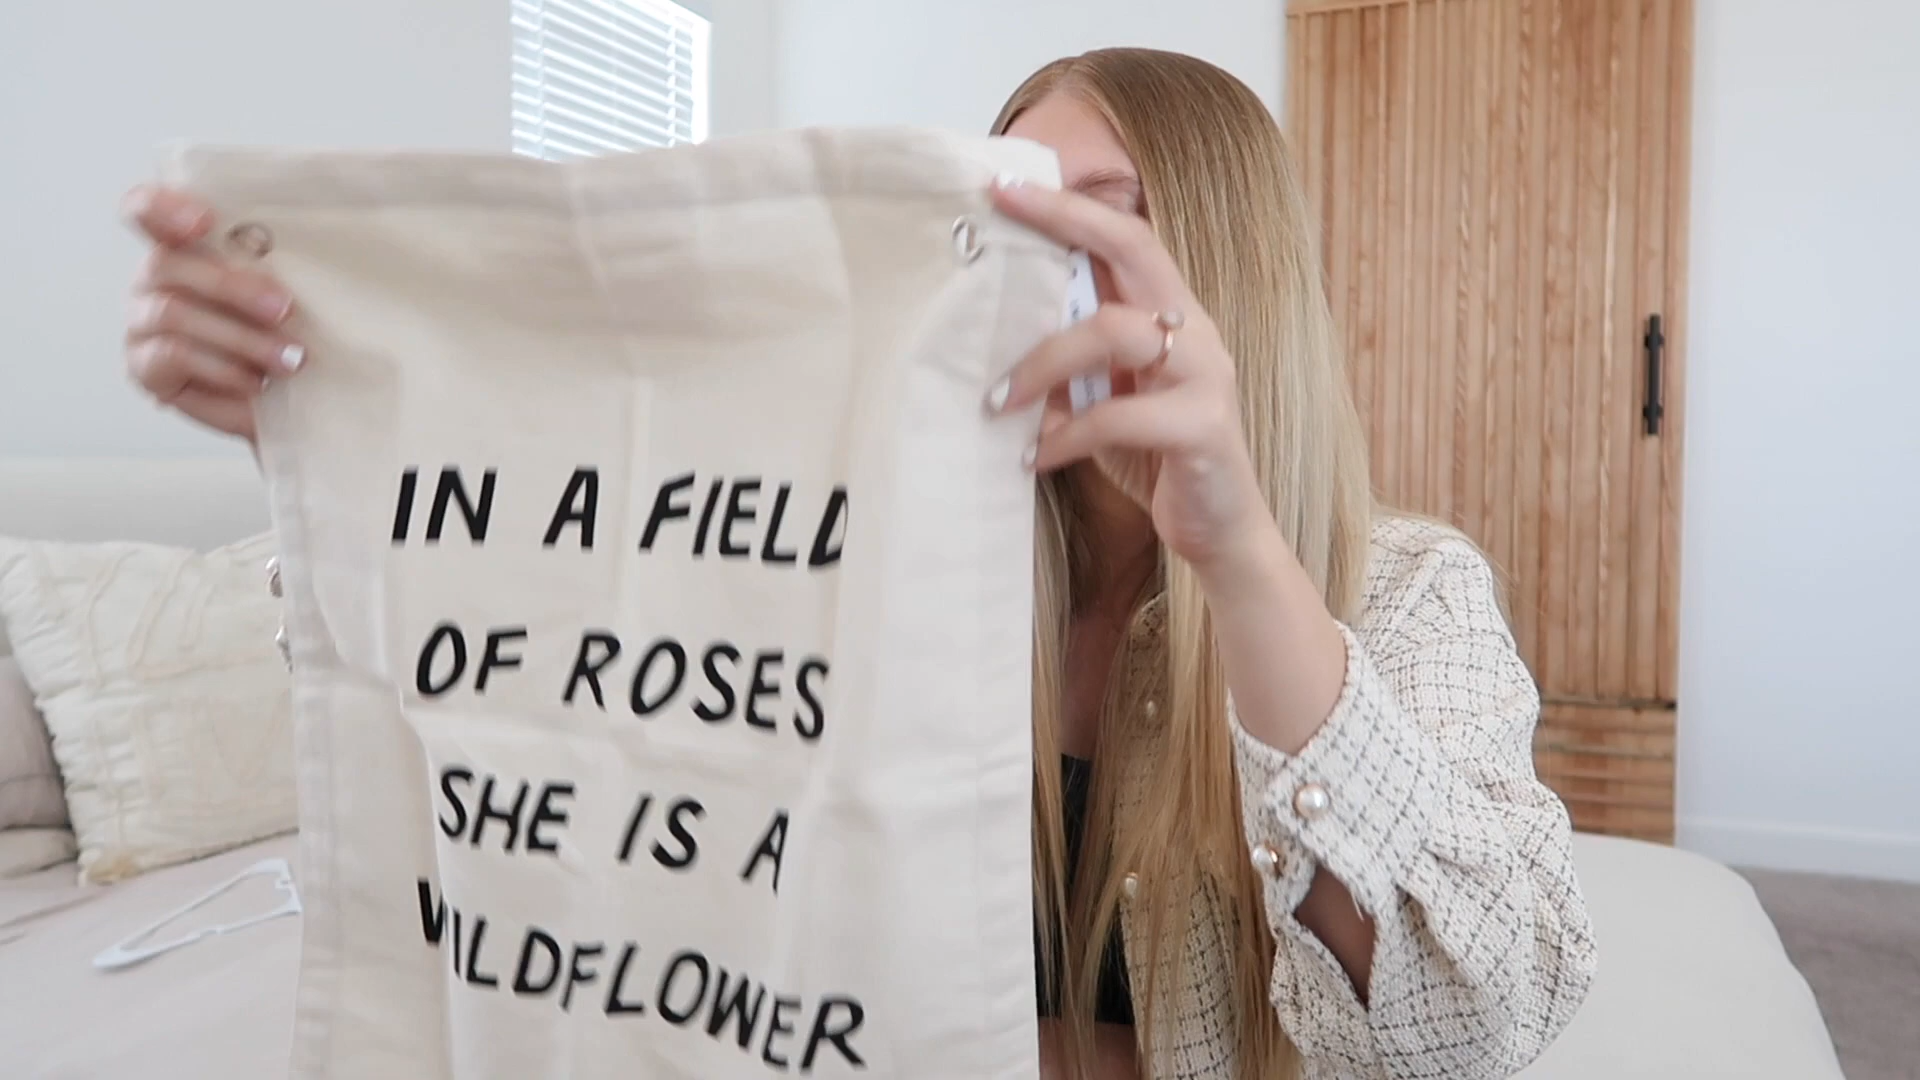 IN A FIELD
OF ROSES
SHE IS A
WILDFLOWER